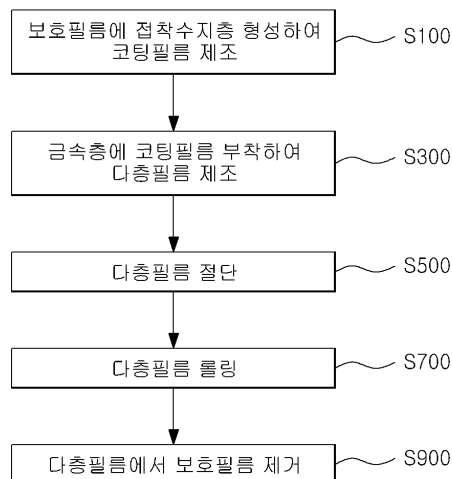 보호필름에 접착수지층 형성하여
코팅필름 제조
S100
금속층에 코팅필름 부착하여
다층필름 제조
S300
다층필름 절단
S500
다층필름 롤링
S700
다층필름에서 보호필름 제거
S900